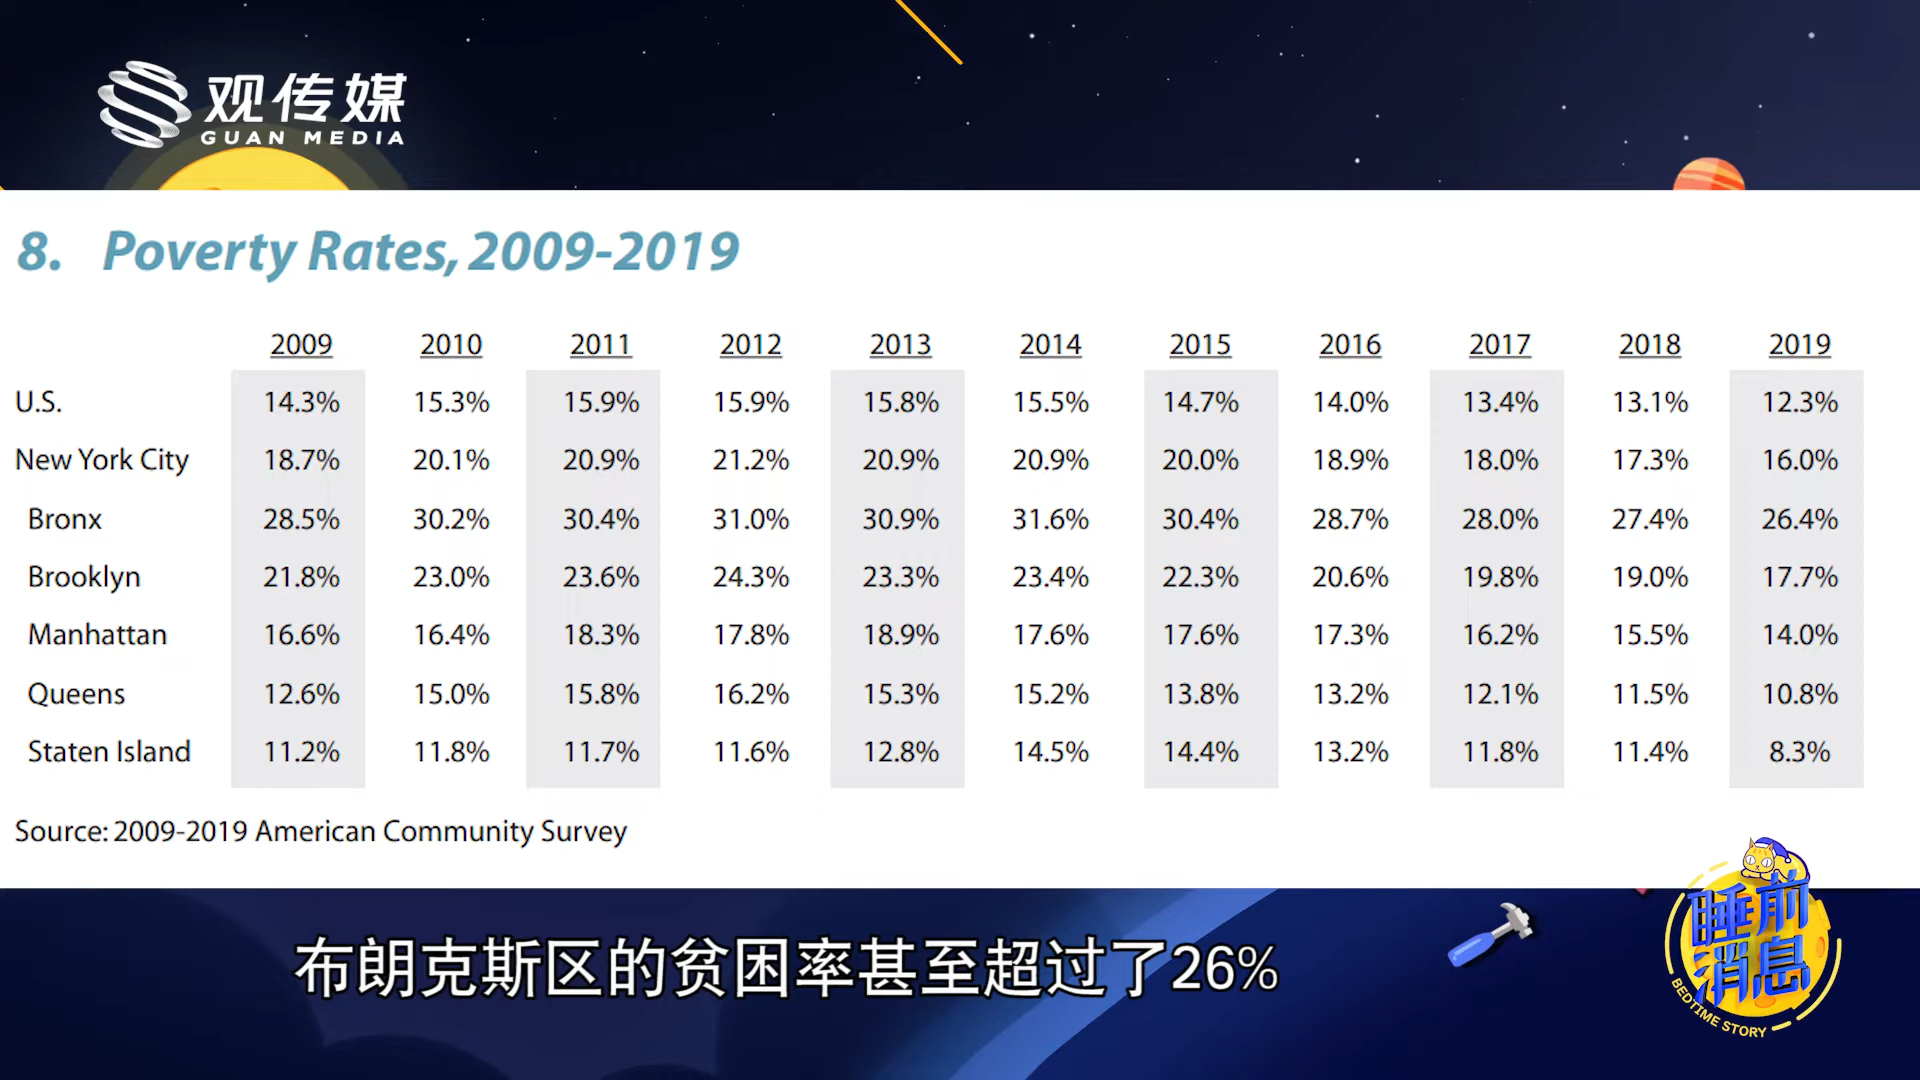 观传媒
GUAN MEDIA
8. Poverty Rates, 2009-2019
2009 2010 2011 2012 2013 2014 2015 2016 2017 2018 2019
U.S. 14.3% 15.3% 15.9% 15.9% 15.8% 15.5% 14.7% 14.0% 13.4% 13.1% 12.3%
New York City 18.7% 20.1% 20.9% 21.2% 20.9% 20.9% 20.0% 18.9% 18.0% 17.3% 16.0%
Bronx 28.5% 30.2% 30.4% 31.0% 30.9% 31.6% 30.4% 28.7% 28.0% 27.4% 26.4%
Brooklyn 21.8% 23.0% 23.6% 24.3% 23.3% 23.4% 22.3% 20.6% 19.8% 19.0% 17.7%
Manhattan 16.6% 16.4% 18.3% 17.8% 18.9% 17.6% 17.6% 17.3% 16.2% 15.5% 14.0%
Queens 12.6% 15.0% 15.8% 16.2% 15.3% 15.2% 13.8% 13.2% 12.1% 11.5% 10.8%
Staten Island 11.2% 11.8% 11.7% 11.6% 12.8% 14.5% 14.4% 13.2% 11.8% 11.4% 8.3%
Source: 2009-2019 American Community Survey
布朗克斯区的贫困率甚至超过了26%
睡前
消息
BEDTIME STORY